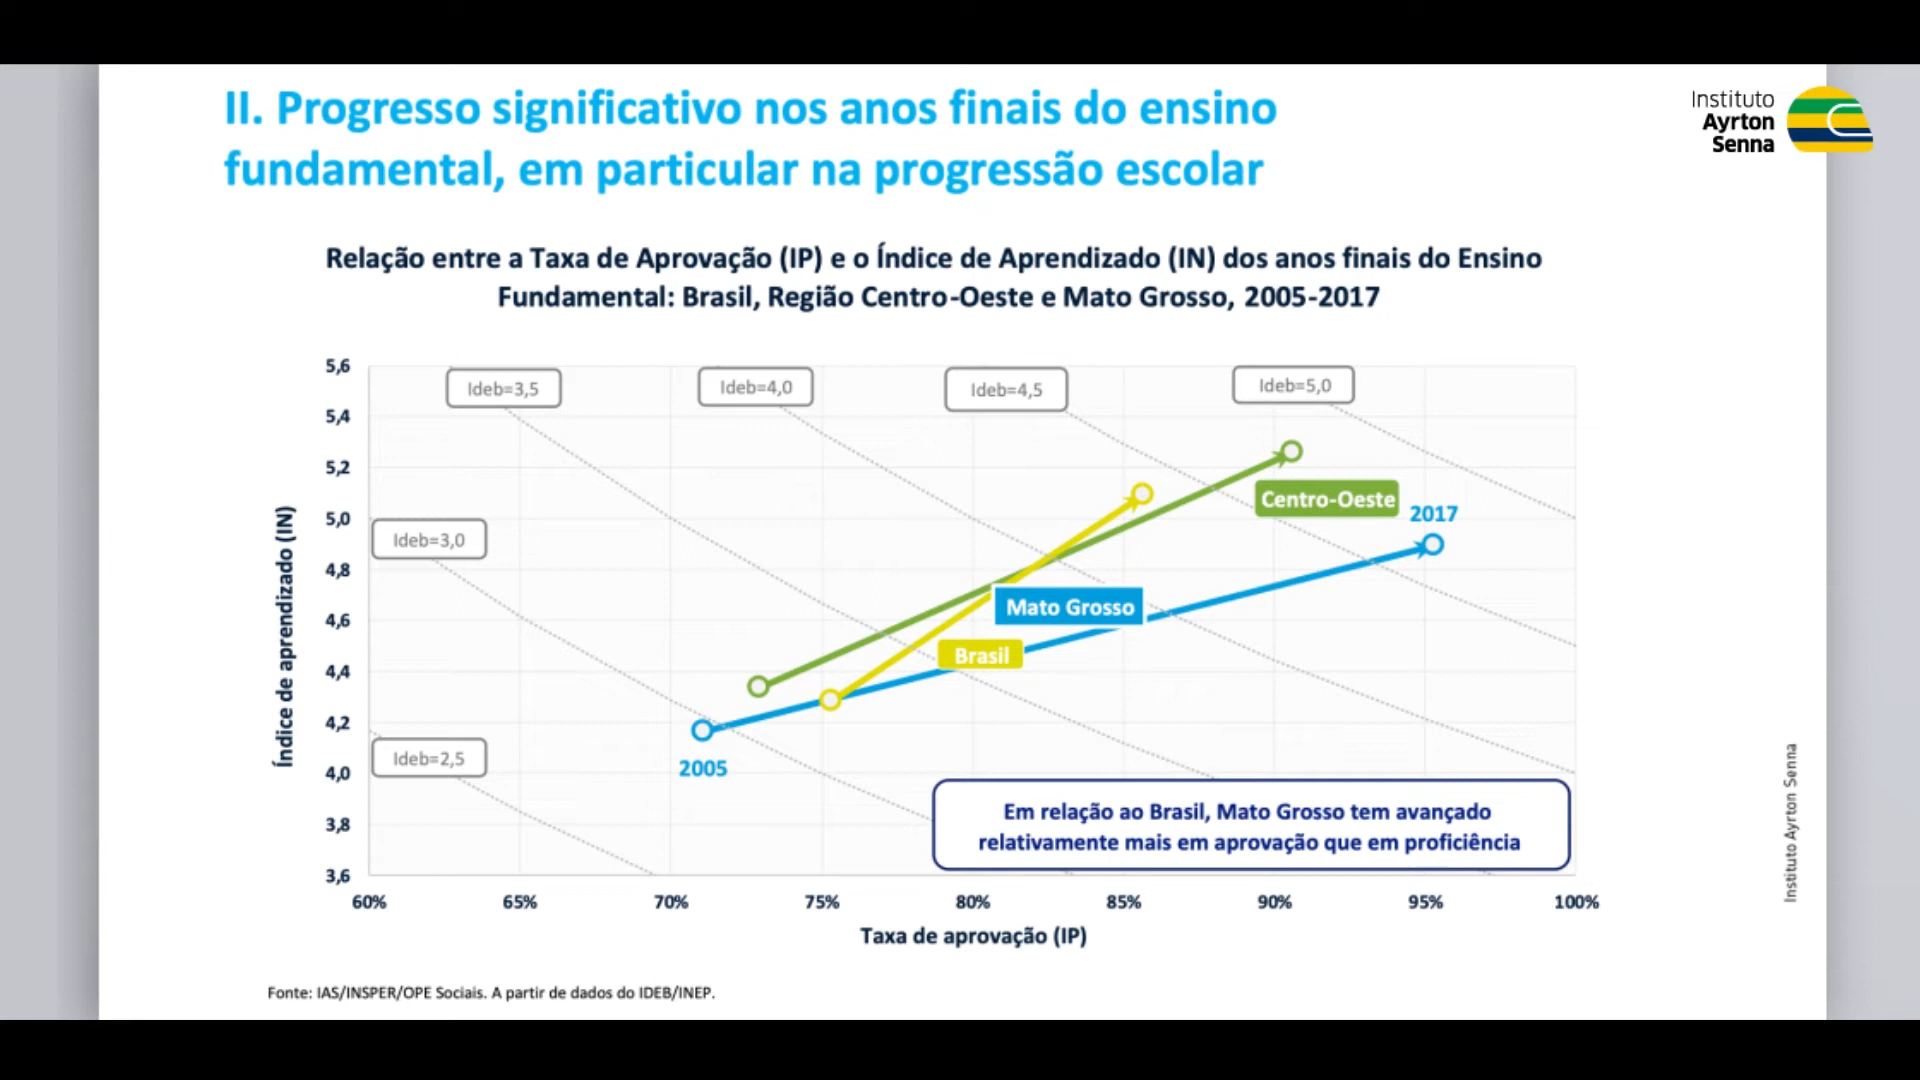 II. Progresso significativo nos anos finais do ensino
fundamental, em particular na progressão escolar
Instituto
Ayrton
Senna
Relação entre a Taxa de Aprovação (IP) e o Índice de Aprendizado (IN) dos anos finais do Ensino
Fundamental: Brasil, Região Centro-Oeste e Mato Grosso, 2005-2017
Índice de aprendizado (IN)
5,6
5,4
5,2
5,0
4,8
4,6
4,4
4,2
4,0
3,8
3,6
Ideb=3,5
Ideb=4,0
Ideb=4,5
Ideb=5,0
Ideb=3,0
Ideb=2,5
Centro-Oeste
2017
Mato Grosso
Brasil
2005
Em relação ao Brasil, Mato Grosso tem avançado
relativamente mais em aprovação que em proficiência
60%
65%
70%
75%
80%
85%
90%
95%
100%
Taxa de aprovação (IP)
Fonte: IAS/INSPER/OPE Sociais. A partir de dados do IDEB/INEP.
Instituto Ayrton Senna